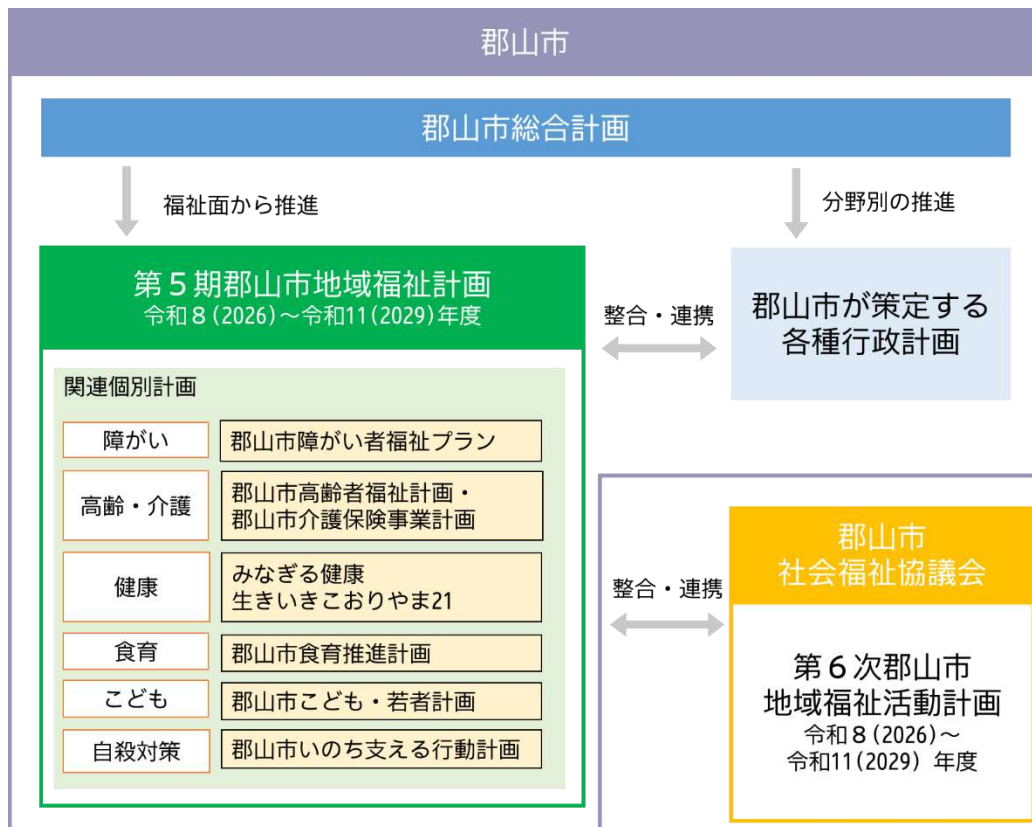 郡山市
郡山市総合計画
福祉面から推進
分野別の推進
第5期郡山市地域福祉計画
令和8(2026)～令和11(2029)年度
整合・連携
郡山市が策定する
各種行政計画
関連個別計画
障がい
郡山市障がい者福祉プラン
高齢・介護
郡山市高齢者福祉計画・
郡山市介護保険事業計画
健康
みなぎる健康
生きいきこおりやま21
食育
郡山市食育推進計画
こども
郡山市こども・若者計画
自殺対策
郡山市いのち支える行動計画
整合・連携
郡山市
社会福祉協議会
第6次郡山市
地域福祉活動計画
令和8(2026)～
令和11(2029) 年度